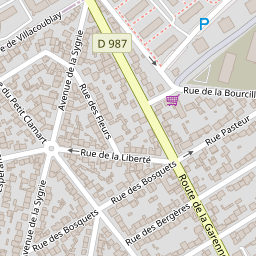 P
e de Villacoublay
D 987
Avenue de la Sygrie
Rue de la Bourcill
du Petit Clamart
Rue des Fleurs
Rue Pasteur
Rue de la Liberté
Avenue de la Sygrie
Rue des Bosquets
Route de la Garenne
Rue des Bosquets
Rue des Bergères